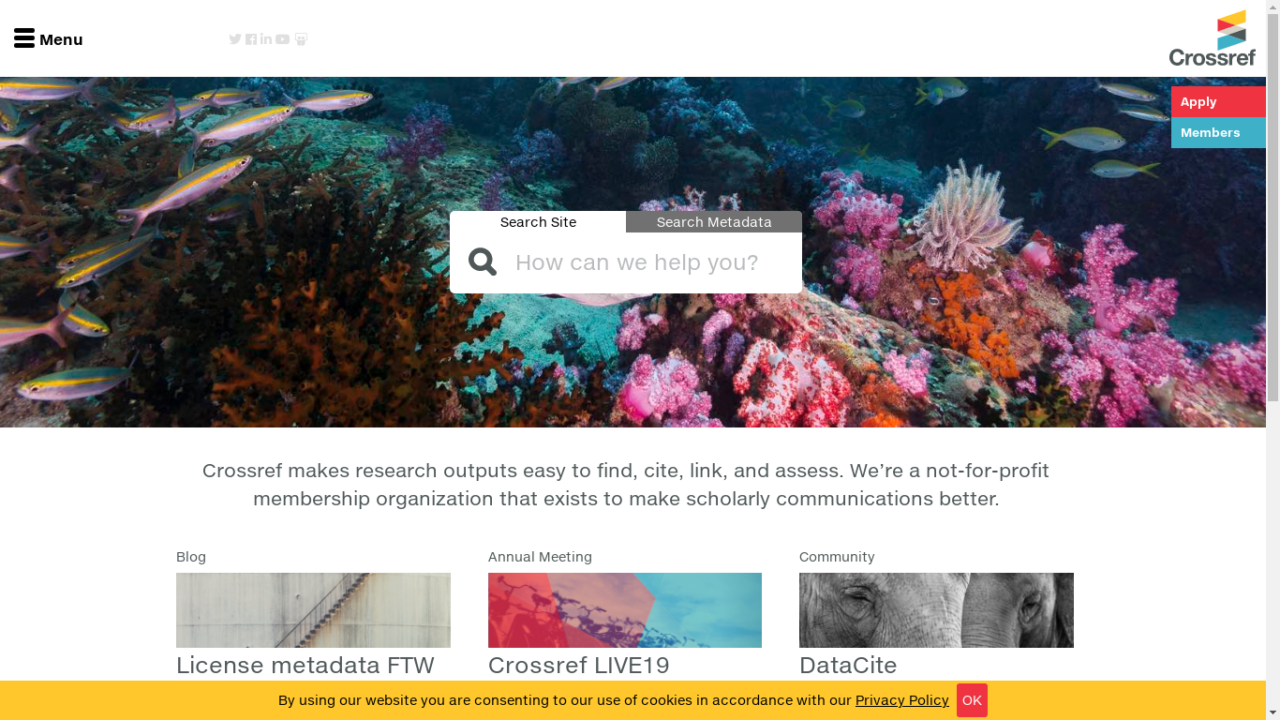 Menu
Crossref
Apply
Members
Search Site
Search Metadata
How can we help you?
Crossref makes research outputs easy to find, cite, link, and assess. We’re a not-for-profit
membership organization that exists to make scholarly communications better.
Blog
Annual Meeting
Community
License metadata FTW
Crossref LIVE19
DataCite
By using our website you are consenting to our use of cookies in accordance with our Privacy Policy OK